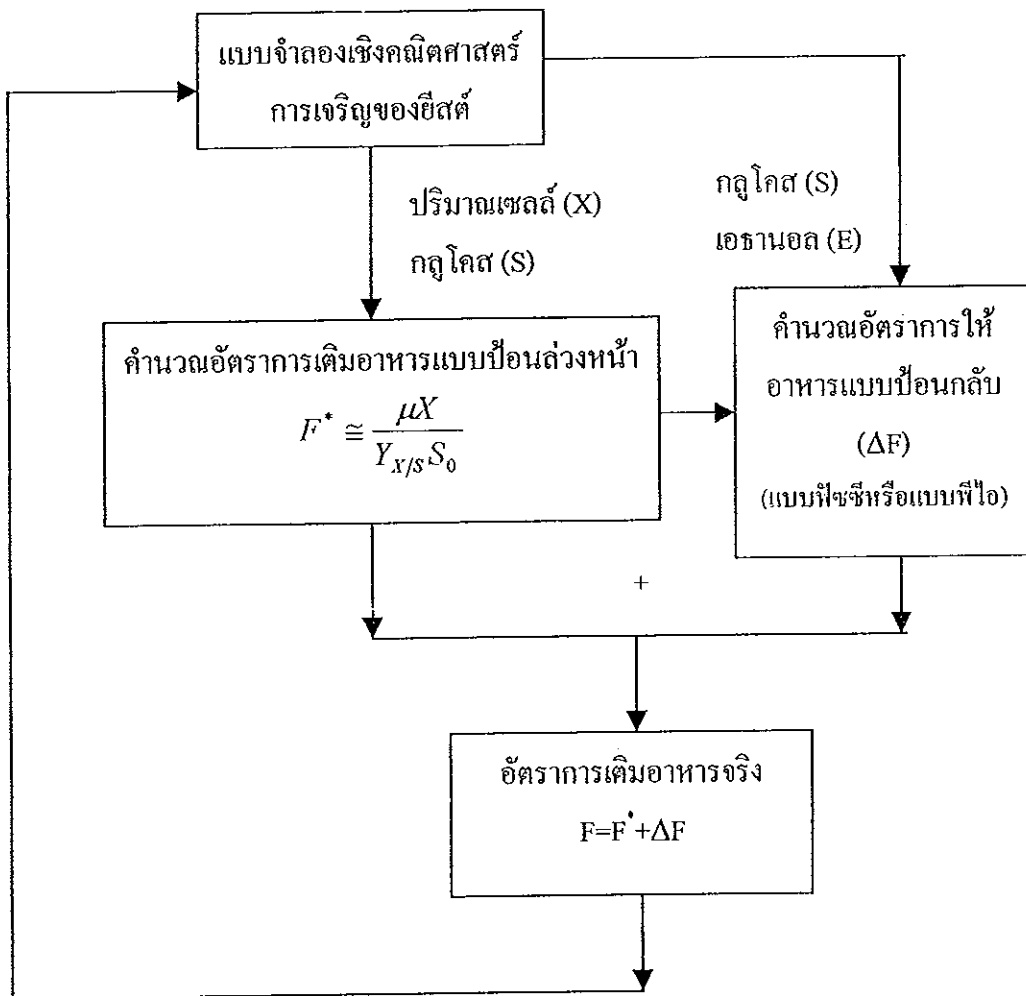 แบบจำลองเชิงคณิตศาสตร์
การเจริญของยีสต์
ปริมาณเซลล์ (X)
กลูโคส (S)
กลูโคส (S)
เอธานอล (E)
คำนวณอัตราการเติมอาหารแบบป้อนล่วงหน้า
F* ≅ μX / Y_{X/S} S_0
คำนวณอัตราการให้
อาหารแบบป้อนกลับ
(ΔF)
(แบบฟัซซีหรือแบบพีไอ)
+
อัตราการเติมอาหารจริง
F=F*+ΔF